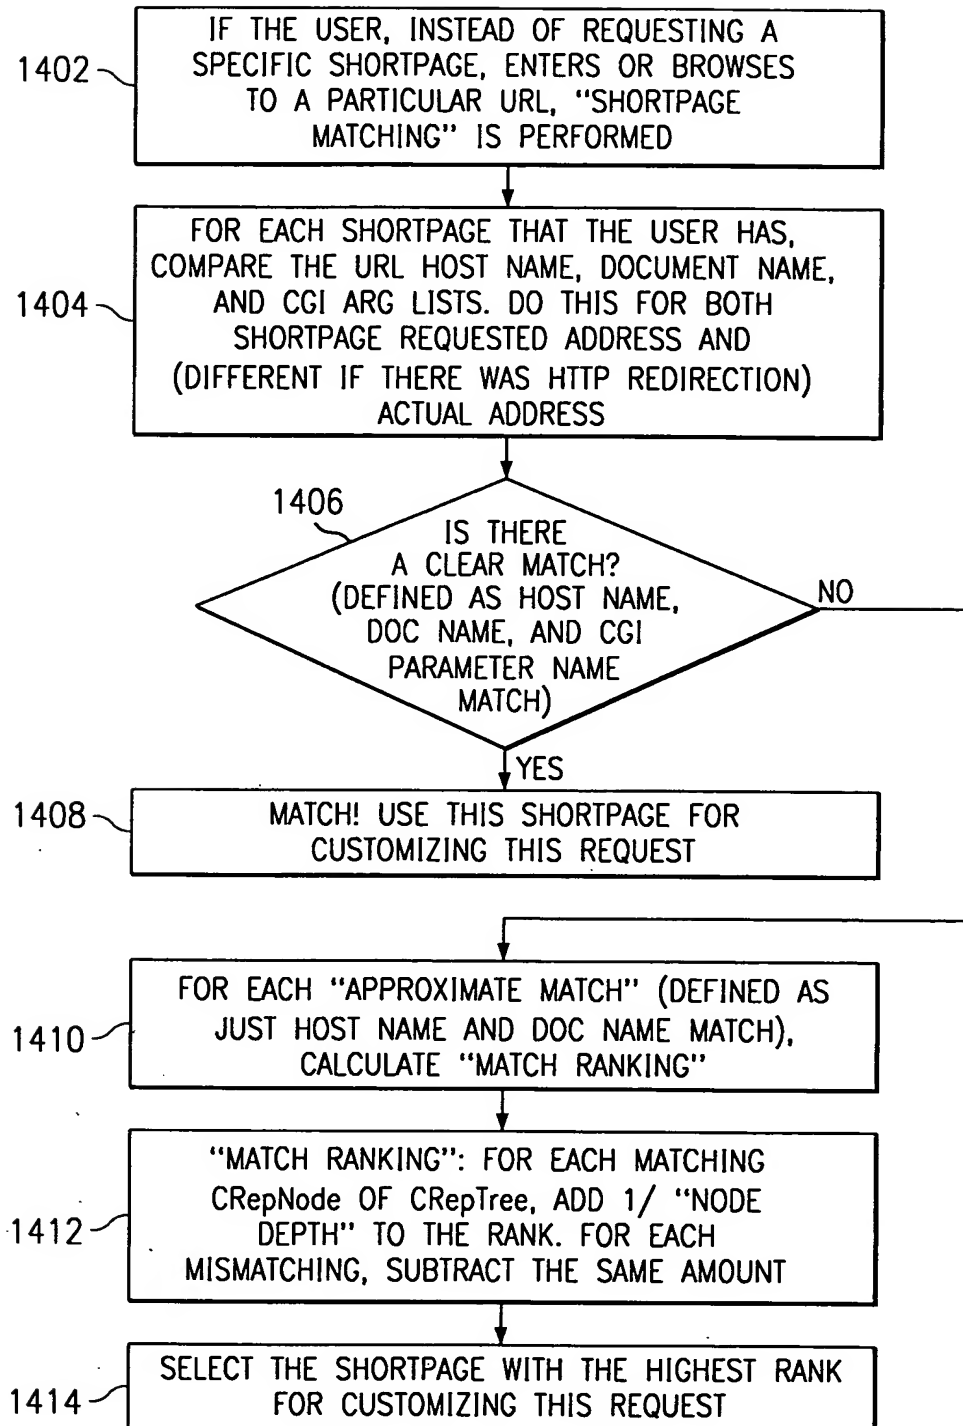 1402
IF THE USER, INSTEAD OF REQUESTING A
SPECIFIC SHORTPAGE, ENTERS OR BROWSES
TO A PARTICULAR URL, "SHORTPAGE
MATCHING" IS PERFORMED
1404
FOR EACH SHORTPAGE THAT THE USER HAS,
COMPARE THE URL HOST NAME, DOCUMENT NAME,
AND CGI ARG LISTS. DO THIS FOR BOTH
SHORTPAGE REQUESTED ADDRESS AND
(DIFFERENT IF THERE WAS HTTP REDIRECTION)
ACTUAL ADDRESS
1406
IS THERE
A CLEAR MATCH?
(DEFINED AS HOST NAME,
DOC NAME, AND CGI
PARAMETER NAME
MATCH)
NO
YES
1408
MATCH! USE THIS SHORTPAGE FOR
CUSTOMIZING THIS REQUEST
1410
FOR EACH "APPROXIMATE MATCH" (DEFINED AS
JUST HOST NAME AND DOC NAME MATCH),
CALCULATE "MATCH RANKING"
1412
"MATCH RANKING": FOR EACH MATCHING
CRepNode OF CRepTree, ADD 1/ "NODE
DEPTH" TO THE RANK. FOR EACH
MISMATCHING, SUBTRACT THE SAME AMOUNT
1414
SELECT THE SHORTPAGE WITH THE HIGHEST RANK
FOR CUSTOMIZING THIS REQUEST